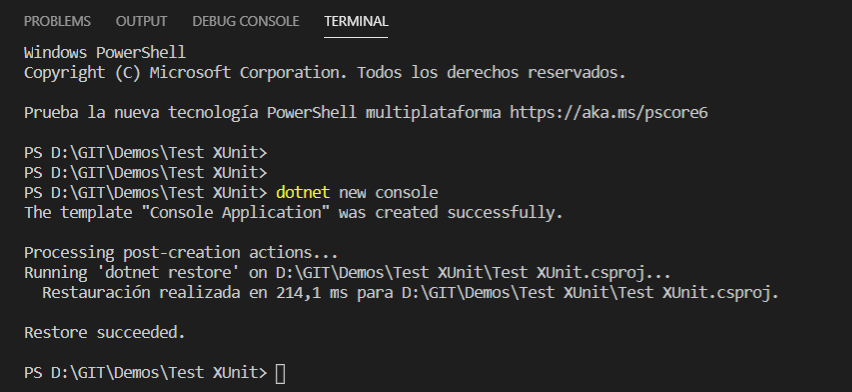 PROBLEMS OUTPUT DEBUG CONSOLE TERMINAL
Windows PowerShell
Copyright (C) Microsoft Corporation. Todos los derechos reservados.
Prueba la nueva tecnología PowerShell multiplataforma https://aka.ms/pscore6
PS D:\GIT\Demos\Test XUnit>
PS D:\GIT\Demos\Test XUnit>
PS D:\GIT\Demos\Test XUnit> dotnet new console
The template "Console Application" was created successfully.
Processing post-creation actions...
Running 'dotnet restore' on D:\GIT\Demos\Test XUnit\Test XUnit.csproj...
  Restauración realizada en 214,1 ms para D:\GIT\Demos\Test XUnit\Test XUnit.csproj.
Restore succeeded.
PS D:\GIT\Demos\Test XUnit>